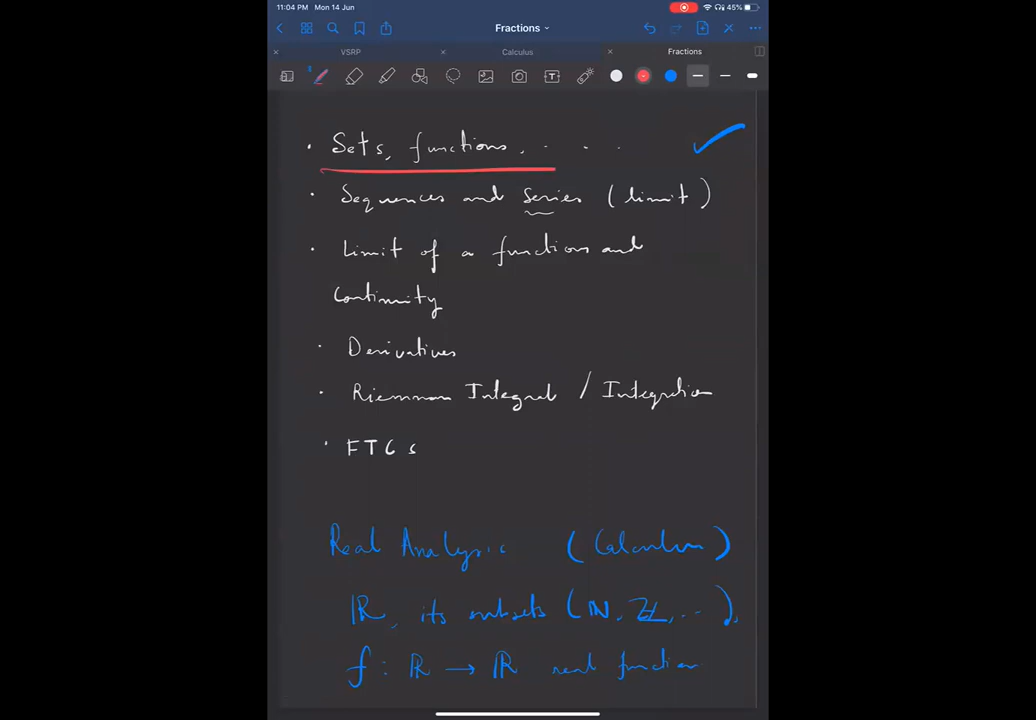 11:04 PM Mon 14 Jun 45%
Fractions
VSRP Calculus Fractions
• Sets, functions, . . .
• Sequences and series (limit)
• Limit of a functions and
Continuity
• Derivatives
• Riemman Integral / Integration
• FTCs
Real Analysis (Calculus)
ℝ, its subsets (ℕ, ℤ, ...),
f : ℝ → ℝ real function